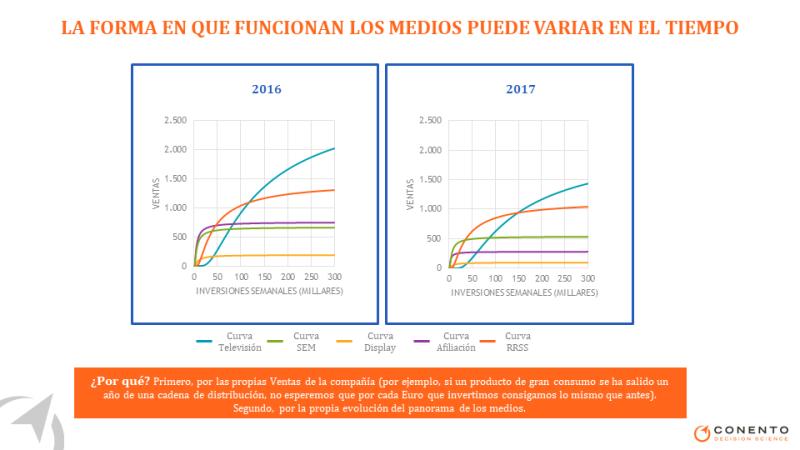 LA FORMA EN QUE FUNCIONAN LOS MEDIOS PUEDE VARIAR EN EL TIEMPO
2016
2.500
2.000
1.500
1.000
500
0
VENTAS
0 50 100 150 200 250 300
INVERSIONES SEMANALES (MILLARES)
2017
2.500
2.000
1.500
1.000
500
0
VENTAS
0 50 100 150 200 250 300
INVERSIONES SEMANALES (MILLARES)
Curva Televisión
Curva SEM
Curva Display
Curva Afiliación
Curva RRSS
¿Por qué? Primero, por las propias Ventas de la compañía (por ejemplo, si un producto de gran consumo se ha salido un
año de una cadena de distribución, no esperemos que por cada Euro que invertimos consigamos lo mismo que antes).
Segundo, por la propia evolución del panorama de los medios.
CONENTO
DECISION SCIENCE